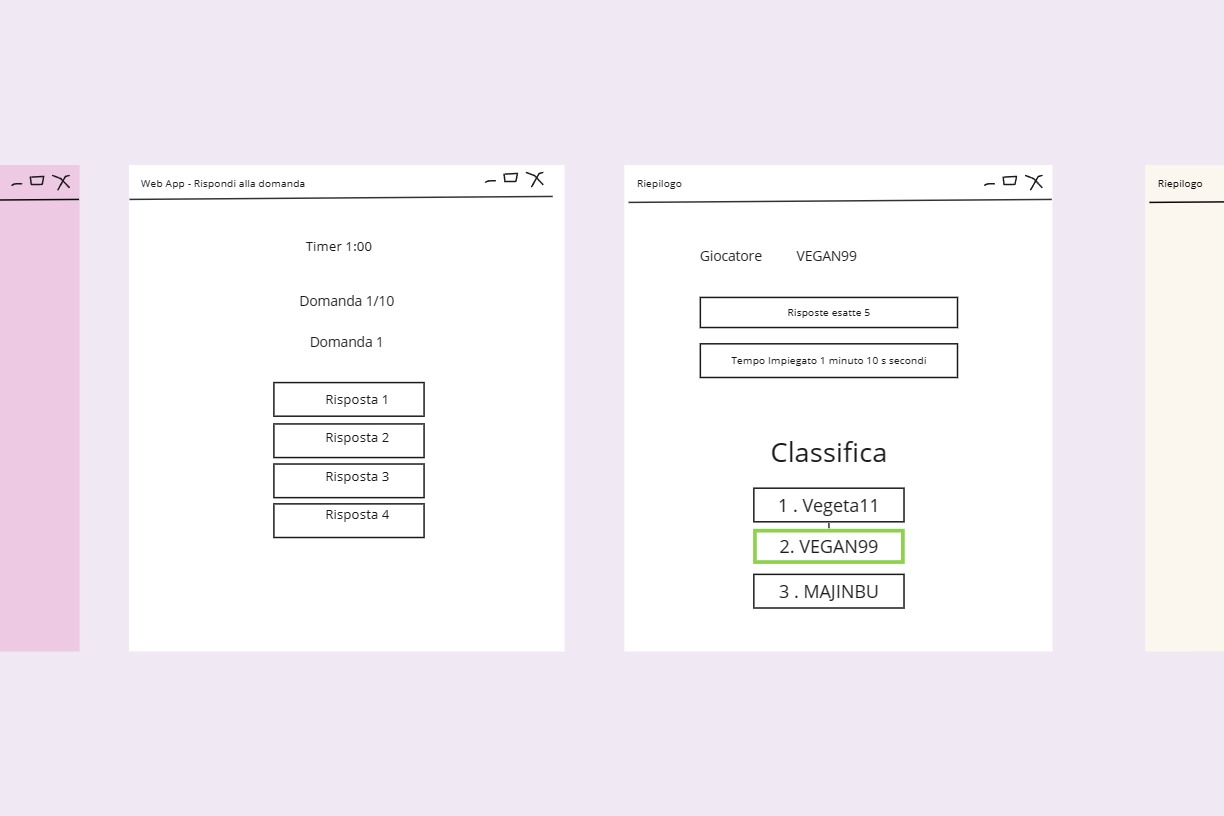 Web App - Rispondi alla domanda
Timer 1:00
Domanda 1/10
Domanda 1
Risposta 1
Risposta 2
Risposta 3
Risposta 4
Riepilogo
Giocatore VEGAN99
Risposte esatte 5
Tempo Impiegato 1 minuto 10 s secondi
Classifica
1 . Vegeta11
2. VEGAN99
3 . MAJINBU
Riepilogo